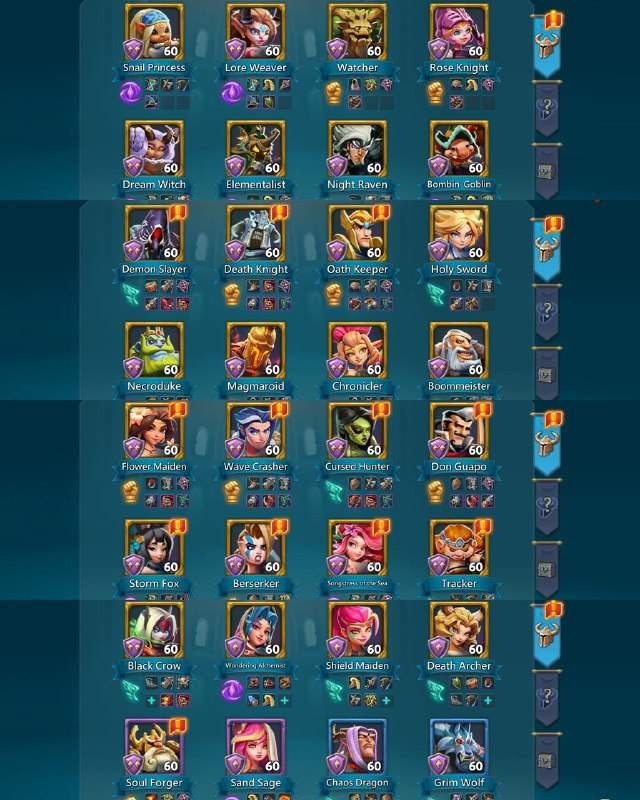 60 60 60 60
Snail Princess Lore Weaver Watcher Rose Knight
60 60 60 60
Dream Witch Elementalist Night Raven Bombin' Goblin
60 60 60 60
Demon Slayer Death Knight Oath Keeper Holy Sword
60 60 60 60
Necroduke Magmaroid Chronicler Boommeister
60 60 60 60
Flower Maiden Wave Crasher Cursed Hunter Don Guapo
60 60 60 60
Storm Fox Berserker Songstress of the Sea Tracker
60 60 60 60
Black Crow Wandering Alchemist Shield Maiden Death Archer
60 60 60 60
Soul Forger Sand Sage Chaos Dragon Grim Wolf